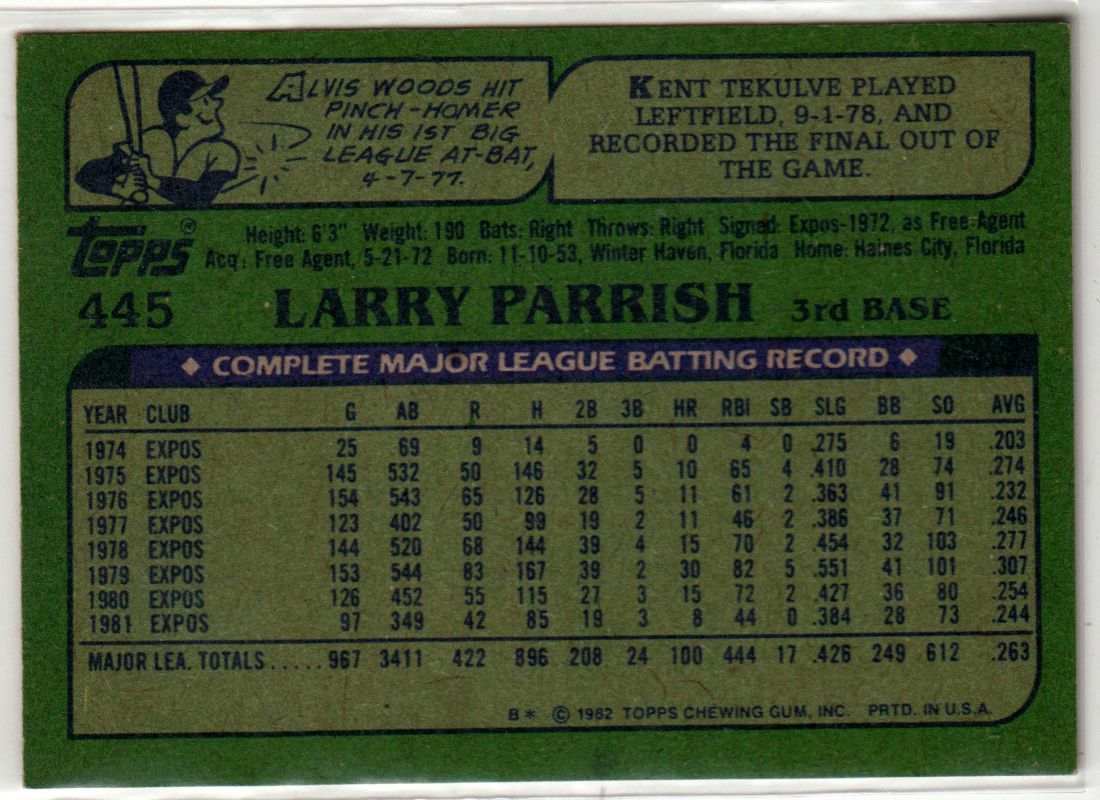 ALVIS WOODS HIT
PINCH-HOMER
IN HIS 1ST BIG
LEAGUE AT-BAT,
4-7-77.
KENT TEKULVE PLAYED
LEFTFIELD, 9-1-78, AND
RECORDED THE FINAL OUT OF
THE GAME.
TOPPS®
Height: 6'3" Weight: 190 Bats: Right Throws: Right Signed: Expos-1972, as Free Agent
Acq: Free Agent, 5-21-72 Born: 11-10-53, Winter Haven, Florida Home: Haines City, Florida
445 LARRY PARRISH 3rd BASE
◆ COMPLETE MAJOR LEAGUE BATTING RECORD ◆
YEAR CLUB G AB R H 2B 3B HR RBI SB SLG BB SO AVG
1974 EXPOS 25 69 9 14 5 0 0 4 0 .275 6 19 .203
1975 EXPOS 145 532 50 146 32 5 10 65 4 .410 28 74 .274
1976 EXPOS 154 543 65 126 28 5 11 61 2 .363 41 91 .232
1977 EXPOS 123 402 50 99 19 2 11 46 2 .386 37 71 .246
1978 EXPOS 144 520 68 144 39 4 15 70 2 .454 32 103 .277
1979 EXPOS 153 544 83 167 39 2 30 82 5 .551 41 101 .307
1980 EXPOS 126 452 55 115 27 3 15 72 2 .427 36 80 .254
1981 EXPOS 97 349 42 85 19 3 8 44 0 .384 28 73 .244
MAJOR LEA. TOTALS..... 967 3411 422 896 208 24 100 444 17 .426 249 612 .263
B* © 1982 TOPPS CHEWING GUM, INC. PRTD. IN U.S.A.